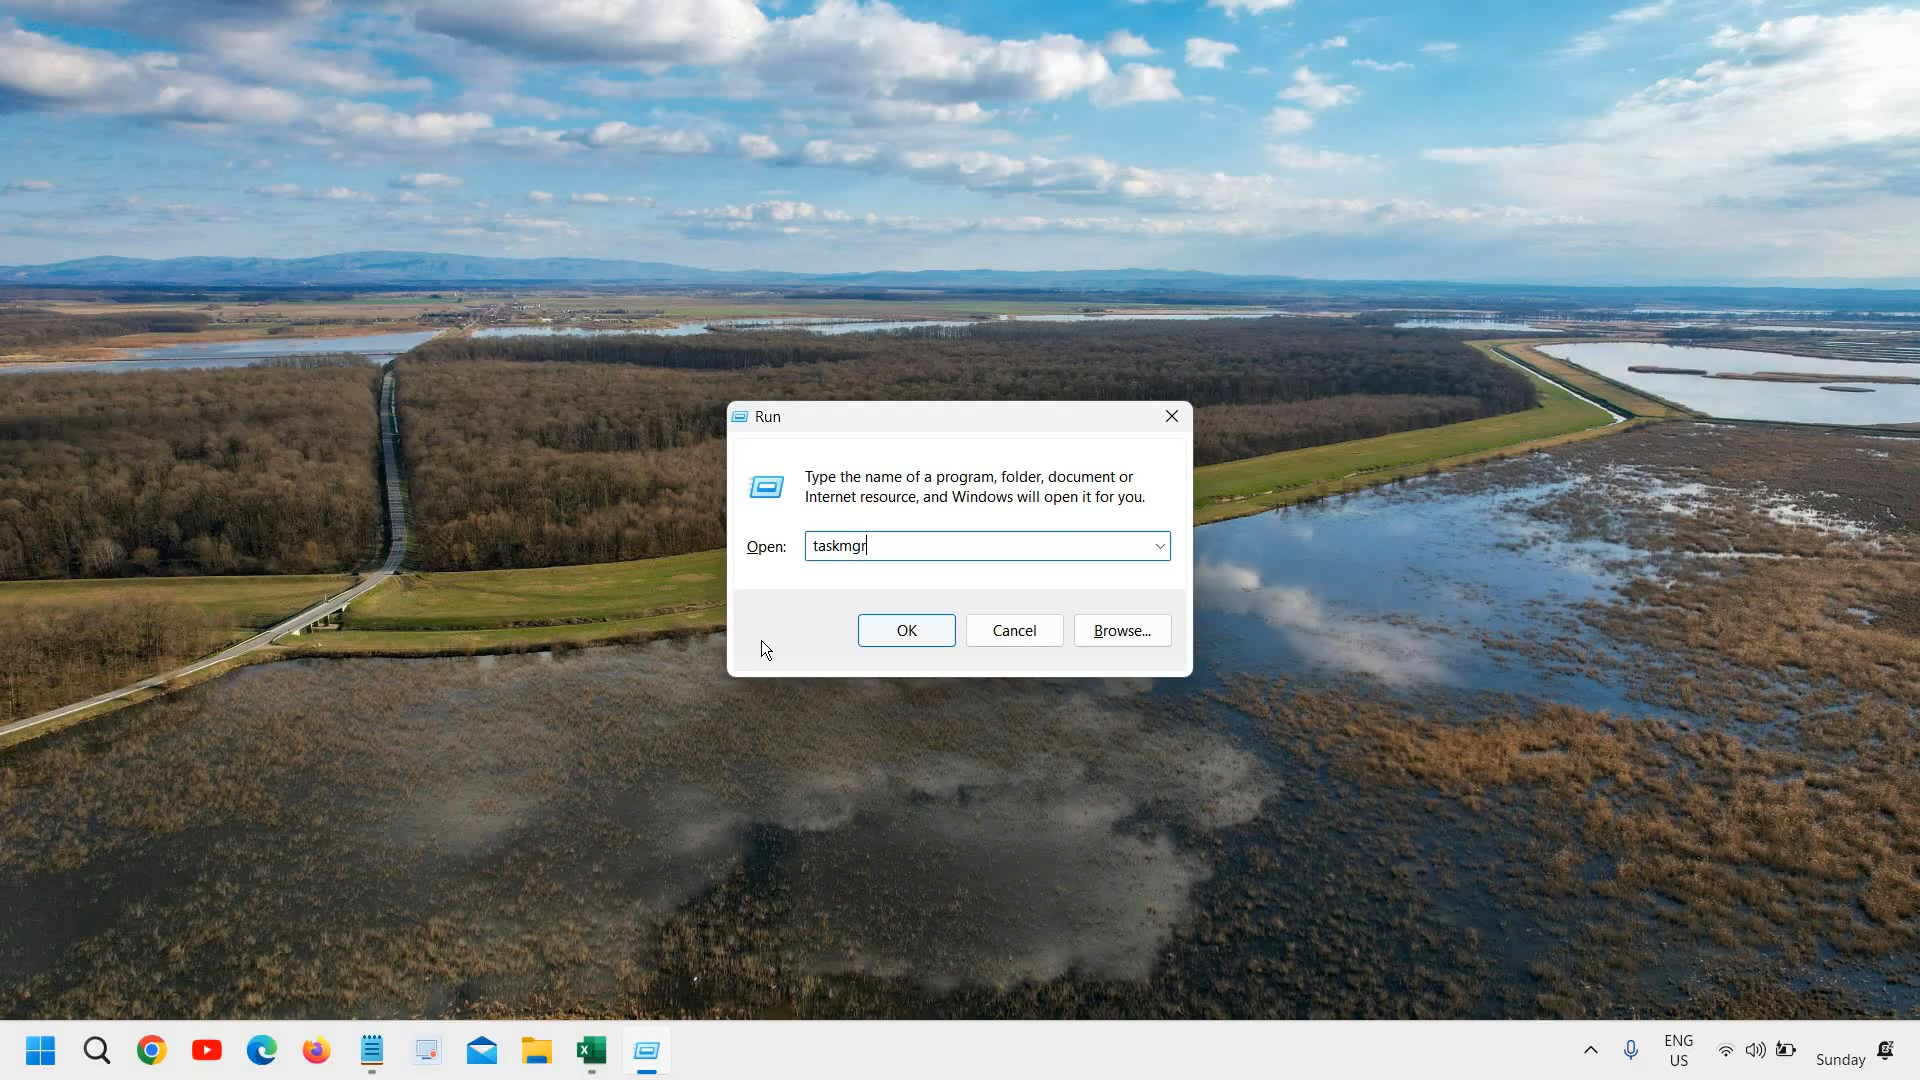 Run
Type the name of a program, folder, document or
Internet resource, and Windows will open it for you.
Open:
taskmgr
OK
Cancel
Browse...
ENG
US
Sunday